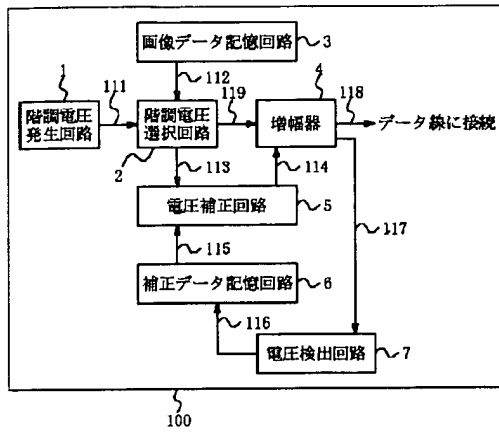 画像データ記憶回路
3
112
1
111
階調電圧
発生回路
階調電圧
選択回路
2
119
4
増幅器
118
データ線に接続
113
114
電圧補正回路
5
117
115
補正データ記憶回路
6
116
電圧検出回路
7
100